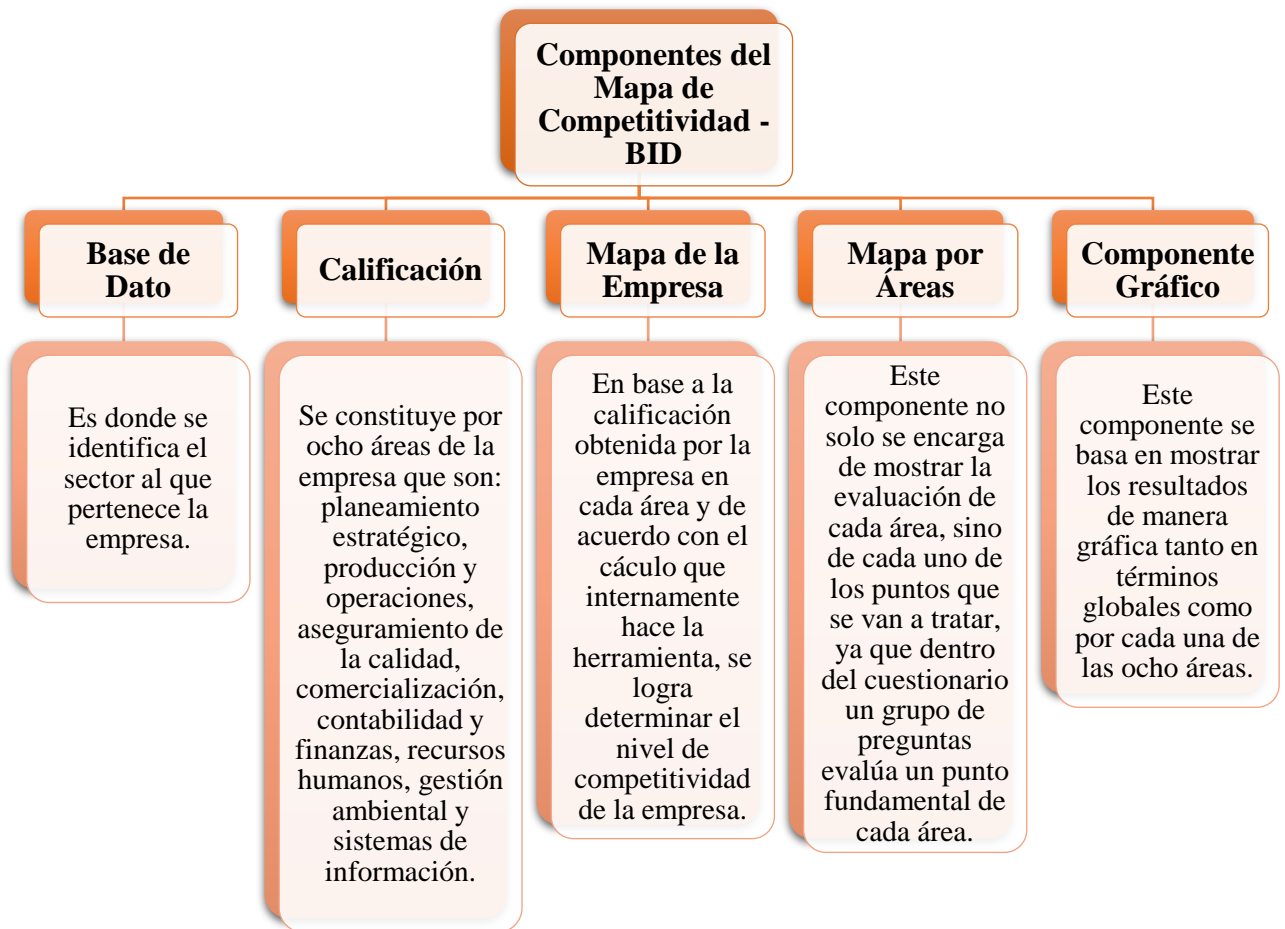 Componentes del
Mapa de
Competitividad -
BID
Base de
Dato
Es donde se
identifica el
sector al que
pertenece la
empresa.
Calificación
Se constituye por
ocho áreas de la
empresa que son:
planeamiento
estratégico,
producción y
operaciones,
aseguramiento de
la calidad,
comercialización,
contabilidad y
finanzas, recursos
humanos, gestión
ambiental y
sistemas de
información.
Mapa de la
Empresa
En base a la
calificación
obtenida por la
empresa en
cada área y de
acuerdo con el
cáculo que
internamente
hace la
herramienta, se
logra
determinar el
nivel de
competitividad
de la empresa.
Mapa por
Áreas
Este
componente no
solo se encarga
de mostrar la
evaluación de
cada área, sino
de cada uno de
los puntos que
se van a tratar,
ya que dentro
del cuestionario
un grupo de
preguntas
evalúa un punto
fundamental de
cada área.
Componente
Gráfico
Este
componente se
basa en mostrar
los resultados
de manera
gráfica tanto en
términos
globales como
por cada una de
las ocho áreas.